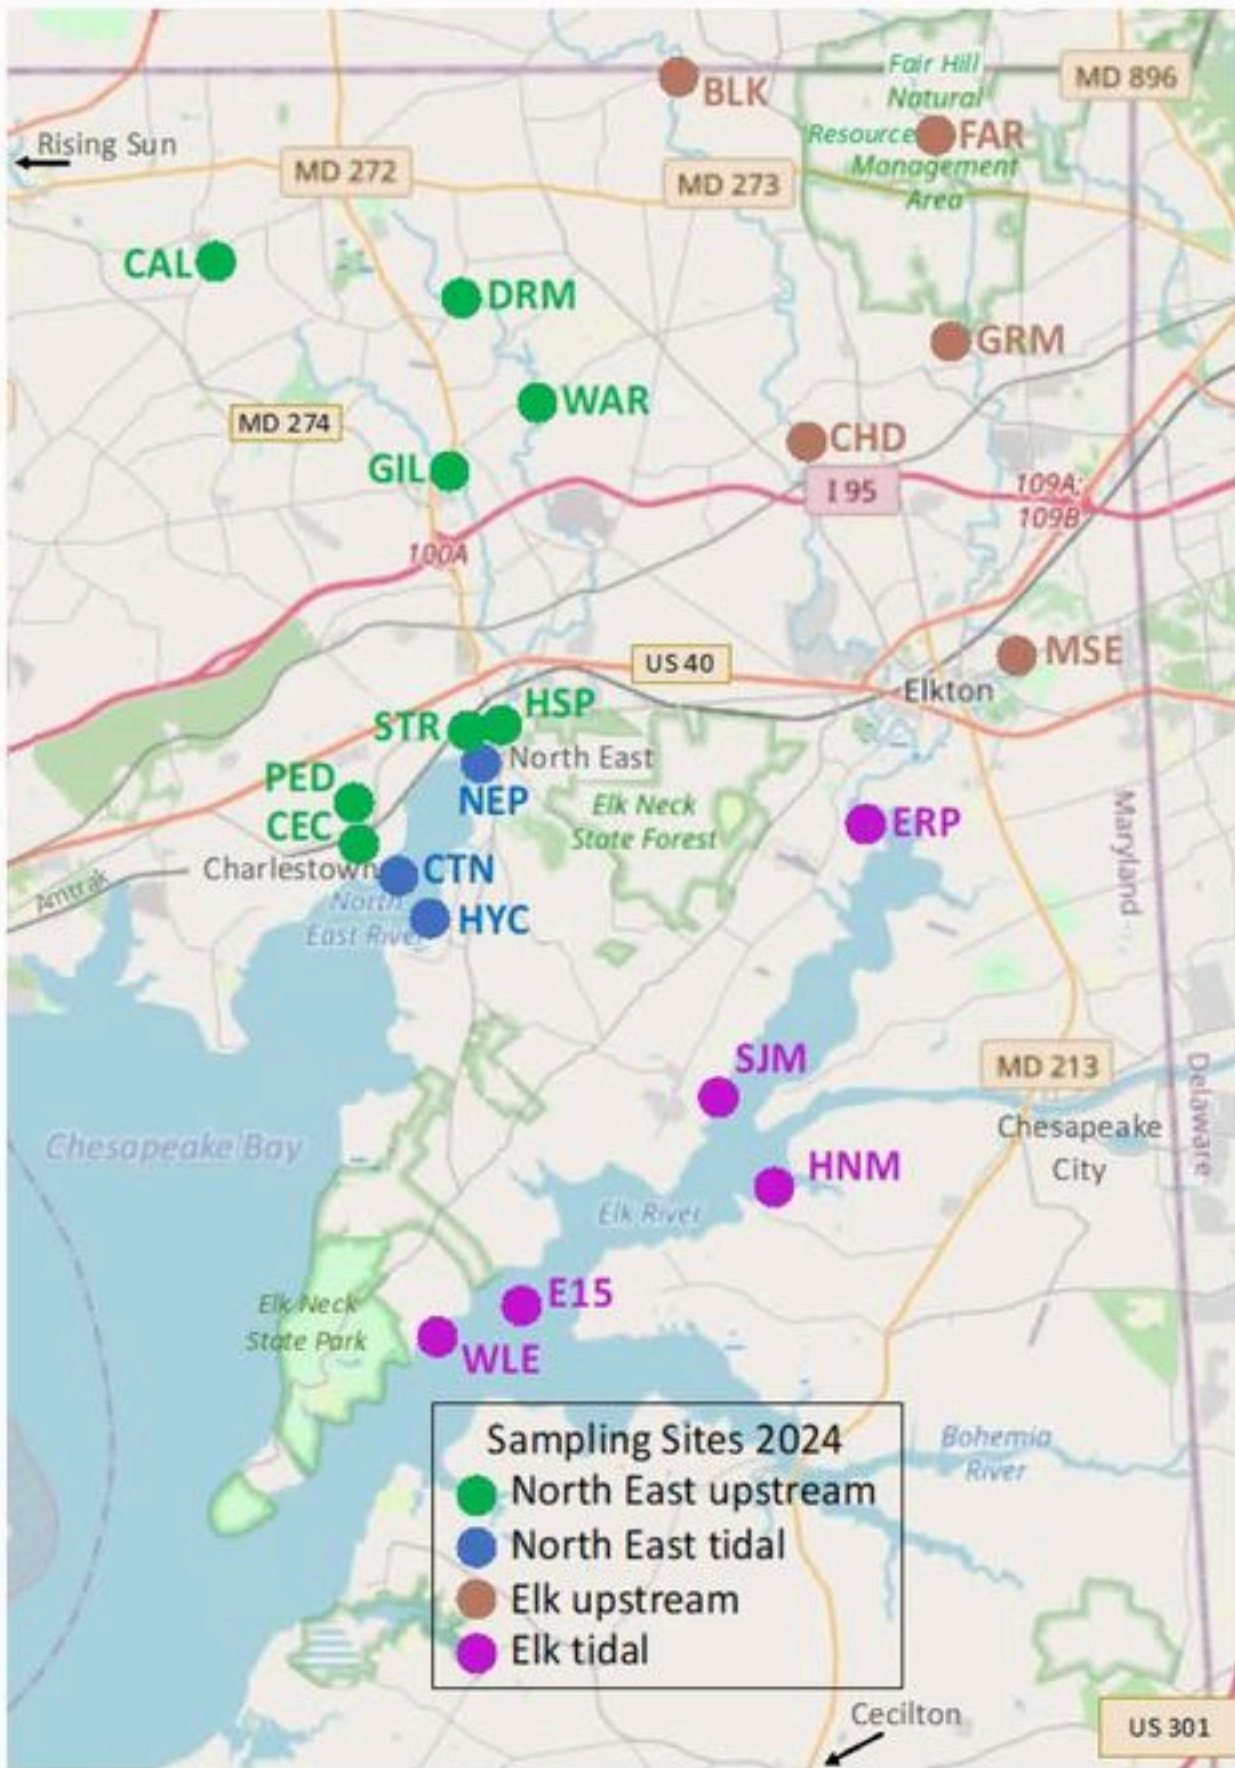 Fair Hill
Natural
Resource
Management
Area
MD 896
BLK
FAR
Rising Sun
MD 272
MD 273
CAL
DRM
GRM
WAR
MD 274
CHD
GIL
I 95
109A;
109B
100A
US 40
MSE
Elkton
HSP
STR
North East
PED
NEP
Elk Neck
State Forest
ERP
CEC
Maryland
Charlestown
CTN
Amtrak
North
East River
HYC
SJM
MD 213
Delaware
Chesapeake
City
Chesapeake Bay
HNM
Elk River
E15
Elk Neck
State Park
WLE
Sampling Sites 2024
North East upstream
North East tidal
Elk upstream
Elk tidal
Bohemia
River
Cecilton
US 301